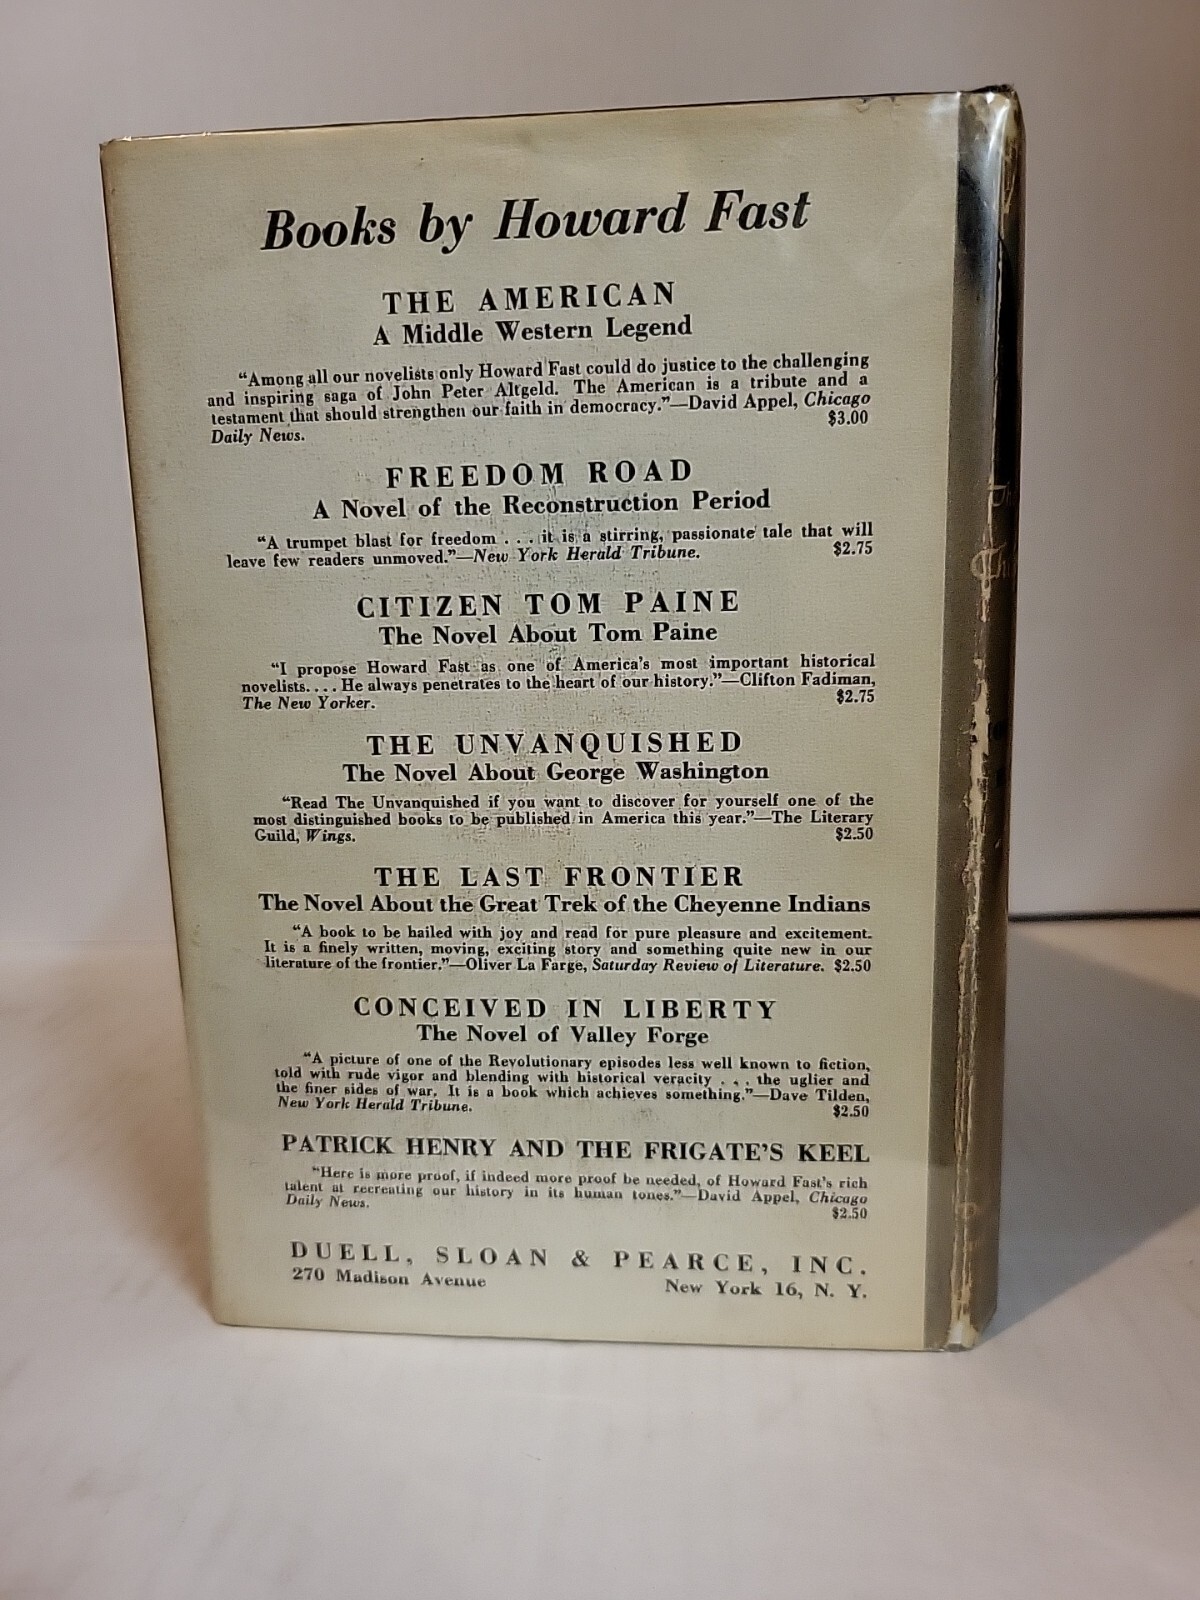 Books by Howard Fast
THE AMERICAN
A Middle Western Legend
“Among all our novelists only Howard Fast could do justice to the challenging
and inspiring saga of John Peter Altgeld. The American is a tribute and a
testament that should strengthen our faith in democracy.”—David Appel, Chicago
Daily News. $3.00
FREEDOM ROAD
A Novel of the Reconstruction Period
“A trumpet blast for freedom . . . it is a stirring, passionate tale that will
leave few readers unmoved.”—New York Herald Tribune. $2.75
CITIZEN TOM PAINE
The Novel About Tom Paine
“I propose Howard Fast as one of America's most important historical
novelists. . . . He always penetrates to the heart of our history.”—Clifton Fadiman,
The New Yorker. $2.75
THE UNVANQUISHED
The Novel About George Washington
“Read The Unvanquished if you want to discover for yourself one of the
most distinguished books to be published in America this year.”—The Literary
Guild, Wings. $2.50
THE LAST FRONTIER
The Novel About the Great Trek of the Cheyenne Indians
“A book to be hailed with joy and read for pure pleasure and excitement.
It is a finely written, moving, exciting story and something quite new in our
literature of the frontier.”—Oliver La Farge, Saturday Review of Literature. $2.50
CONCEIVED IN LIBERTY
The Novel of Valley Forge
“A picture of one of the Revolutionary episodes less well known to fiction,
told with rude vigor and blending with historical veracity . . . the uglier and
the finer sides of war. It is a book which achieves something.”—Dave Tilden,
New York Herald Tribune. $2.50
PATRICK HENRY AND THE FRIGATE'S KEEL
“Here is more proof, if indeed more proof be needed, of Howard Fast's rich
talent at recreating our history in its human tones.”—David Appel, Chicago
Daily News. $2.50
DUELL, SLOAN & PEARCE, INC.
270 Madison Avenue New York 16, N. Y.